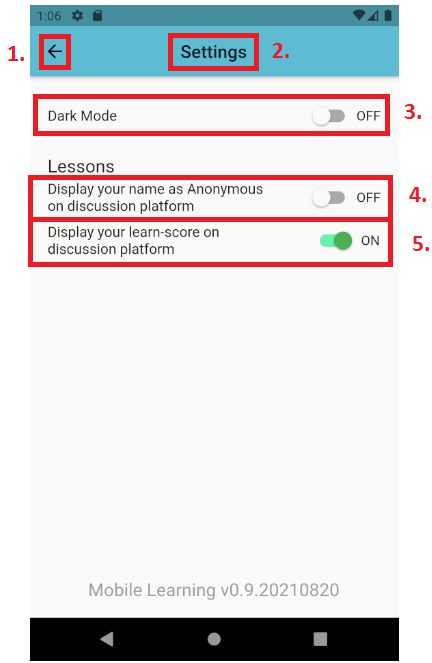 1:06
1.
Settings
2.
Dark Mode
OFF
3.
Lessons
Display your name as Anonymous
on discussion platform
OFF
4.
Display your learn-score on
discussion platform
ON
5.
Mobile Learning v0.9.20210820